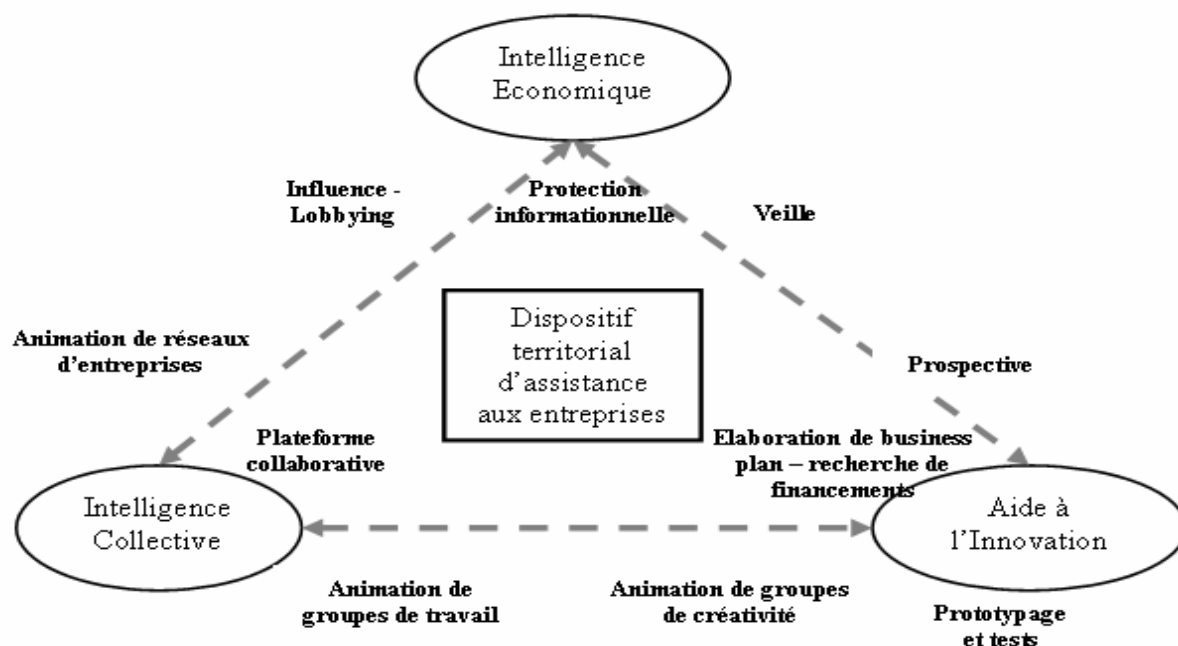 Intelligence
Economique
Influence -
Lobbying
Protection
informationnelle
Veille
Dispositif
territorial
d'assistance
aux entreprises
Animation de réseaux
d'entreprises
Prospective
Plateforme
collaborative
Elaboration de business
plan – recherche de
financements
Intelligence
Collective
Aide à
l'Innovation
Animation de
groupes de travail
Animation de groupes
de créativité
Prototypage
et tests